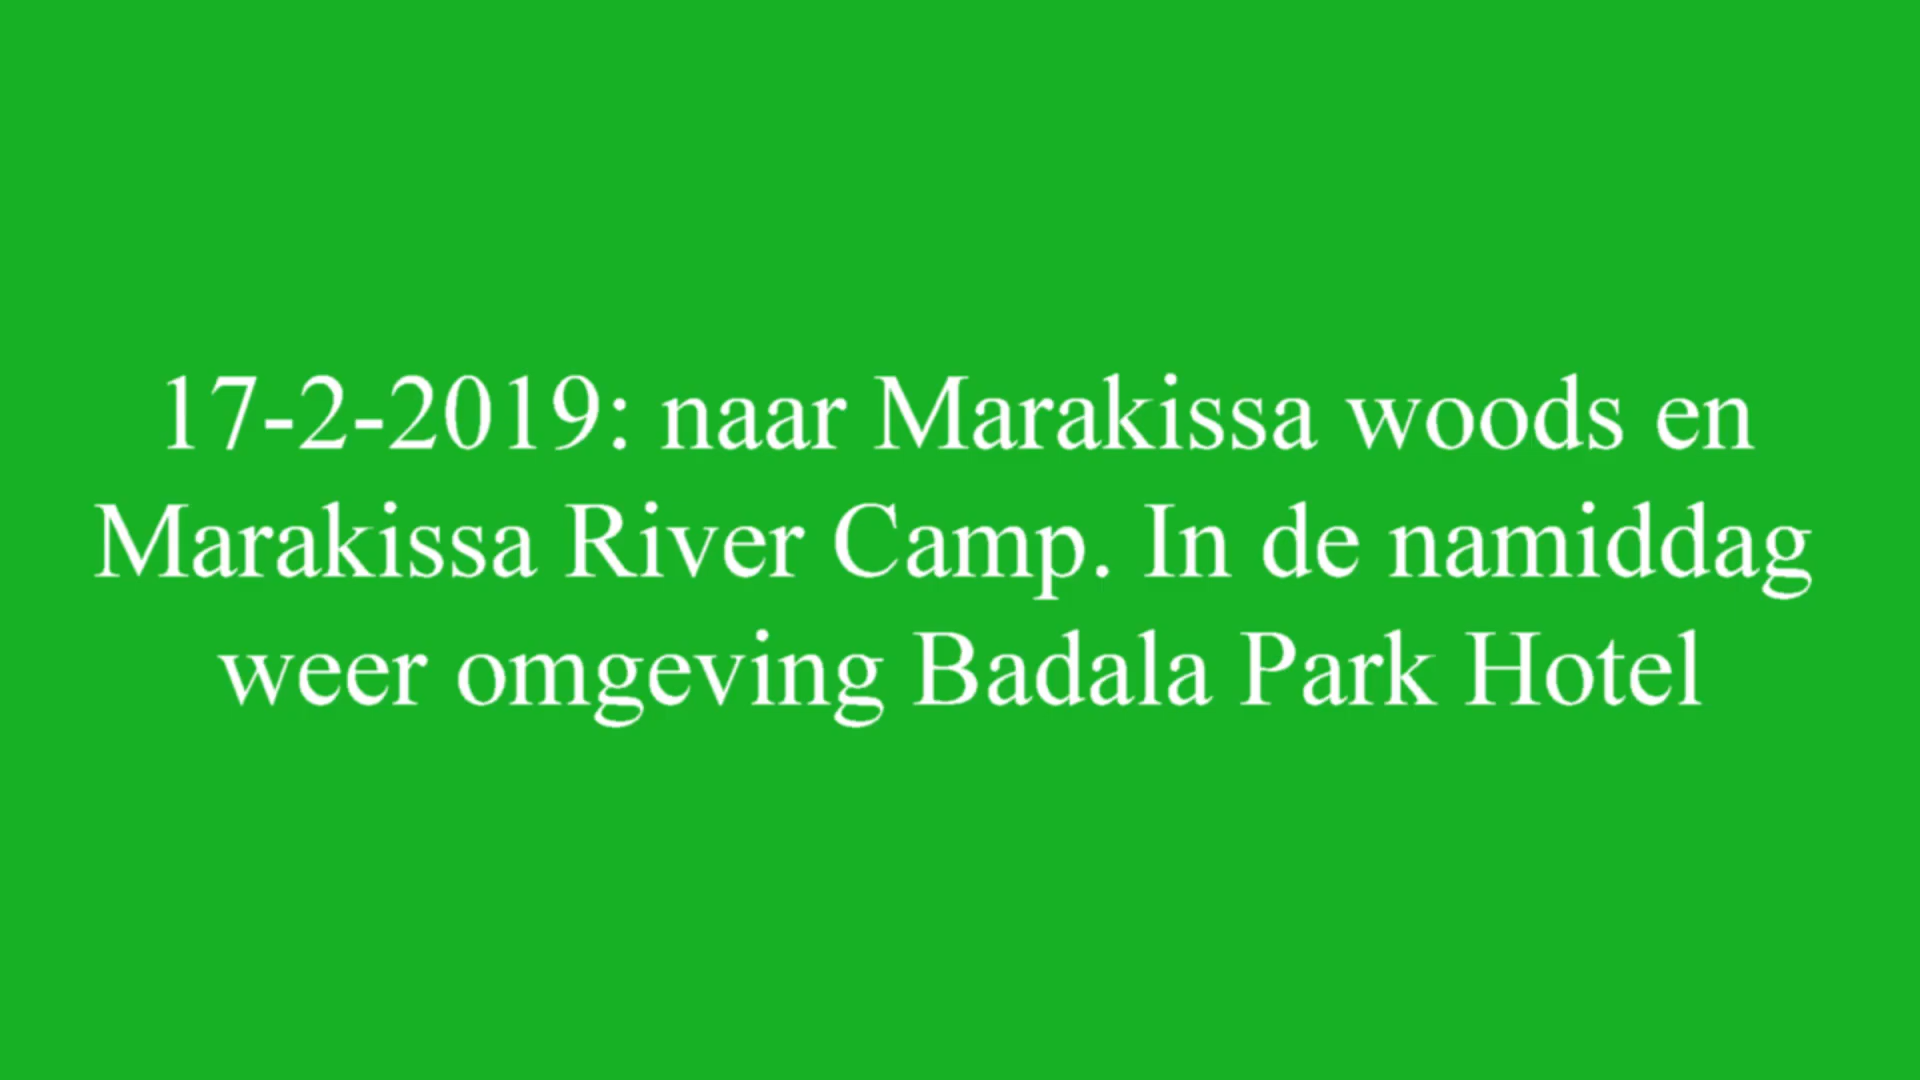 17-2-2019: naar Marakissa woods en
Marakissa River Camp. In de namiddag
weer omgeving Badala Park Hotel